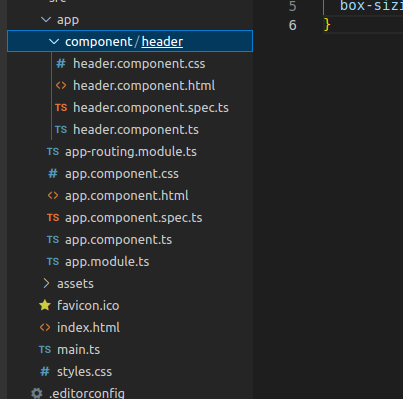 app
component / header
# header.component.css
<> header.component.html
TS header.component.spec.ts
TS header.component.ts
TS app-routing.module.ts
# app.component.css
<> app.component.html
TS app.component.spec.ts
TS app.component.ts
TS app.module.ts
assets
favicon.ico
<> index.html
TS main.ts
# styles.css
.editorconfig
5 box-sizi
6 }